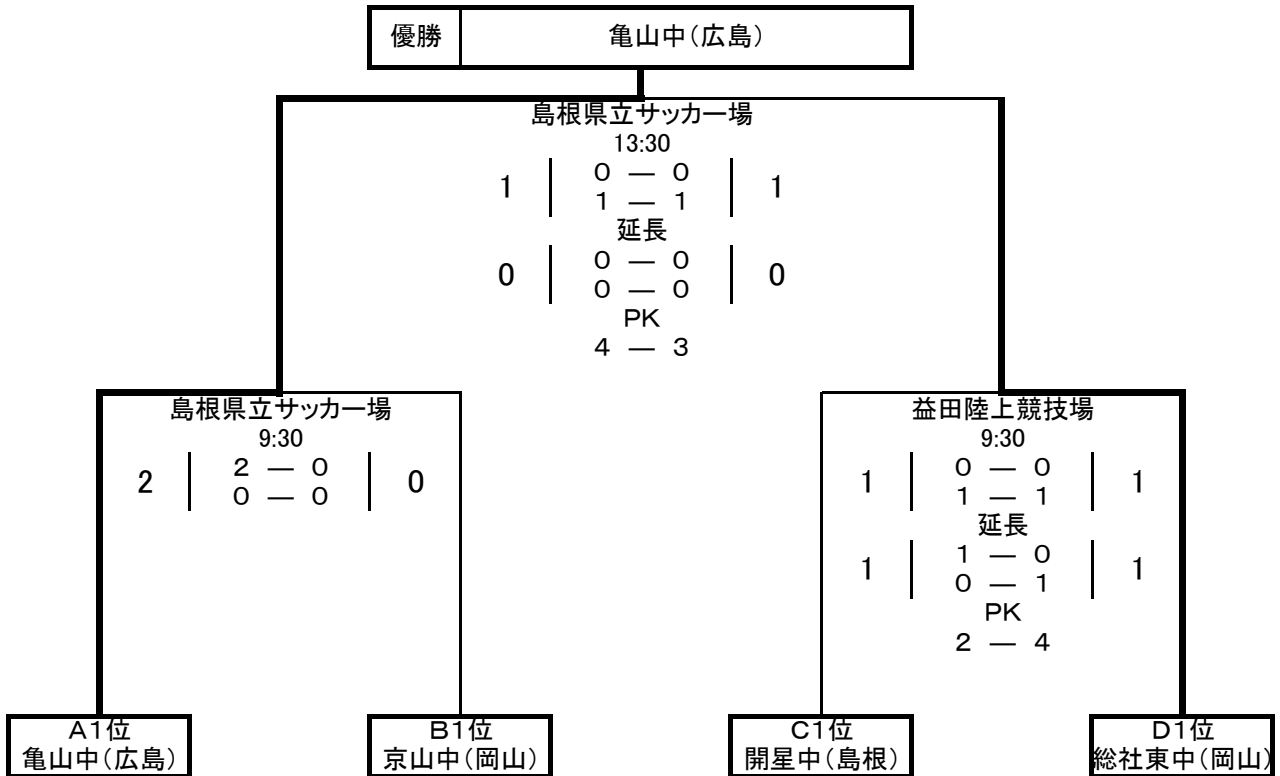 優勝 亀山中（広島）
島根県立サッカー場
13:30
1 0 ― 0 1
1 ― 1
延長
0 0 ― 0 0
0 ― 0
PK
4 ― 3
島根県立サッカー場
9:30
2 2 ― 0 0
0 ― 0
益田陸上競技場
9:30
1 0 ― 0 1
1 ― 1
延長
1 1 ― 0 1
0 ― 1
PK
2 ― 4
A1位
亀山中（広島）
B1位
京山中（岡山）
C1位
開星中（島根）
D1位
総社東中（岡山）